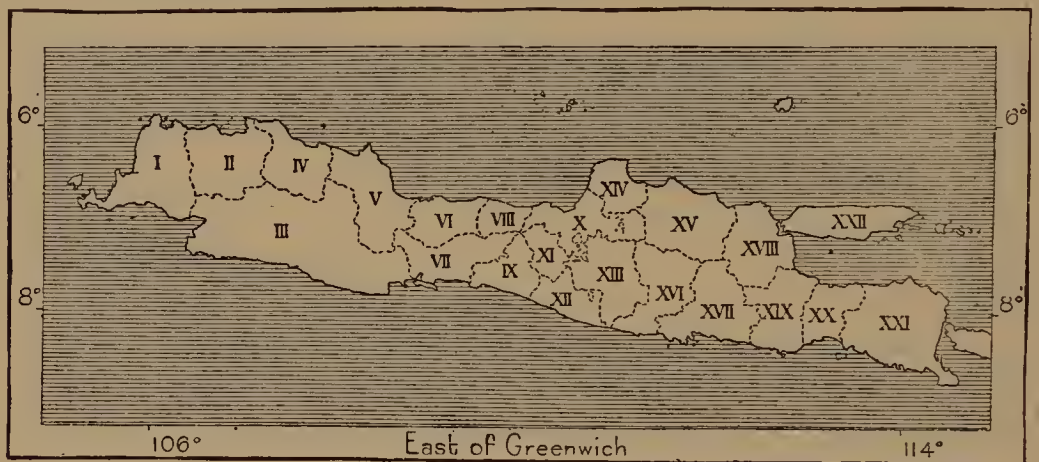 6° 6°
I II IV
XIV
V
VI VIII X XV XXII
III XVIII
VII IX XI
XII XIII XVI
8° XVII XIX XX XXI 8°
106° East of Greenwich 114°